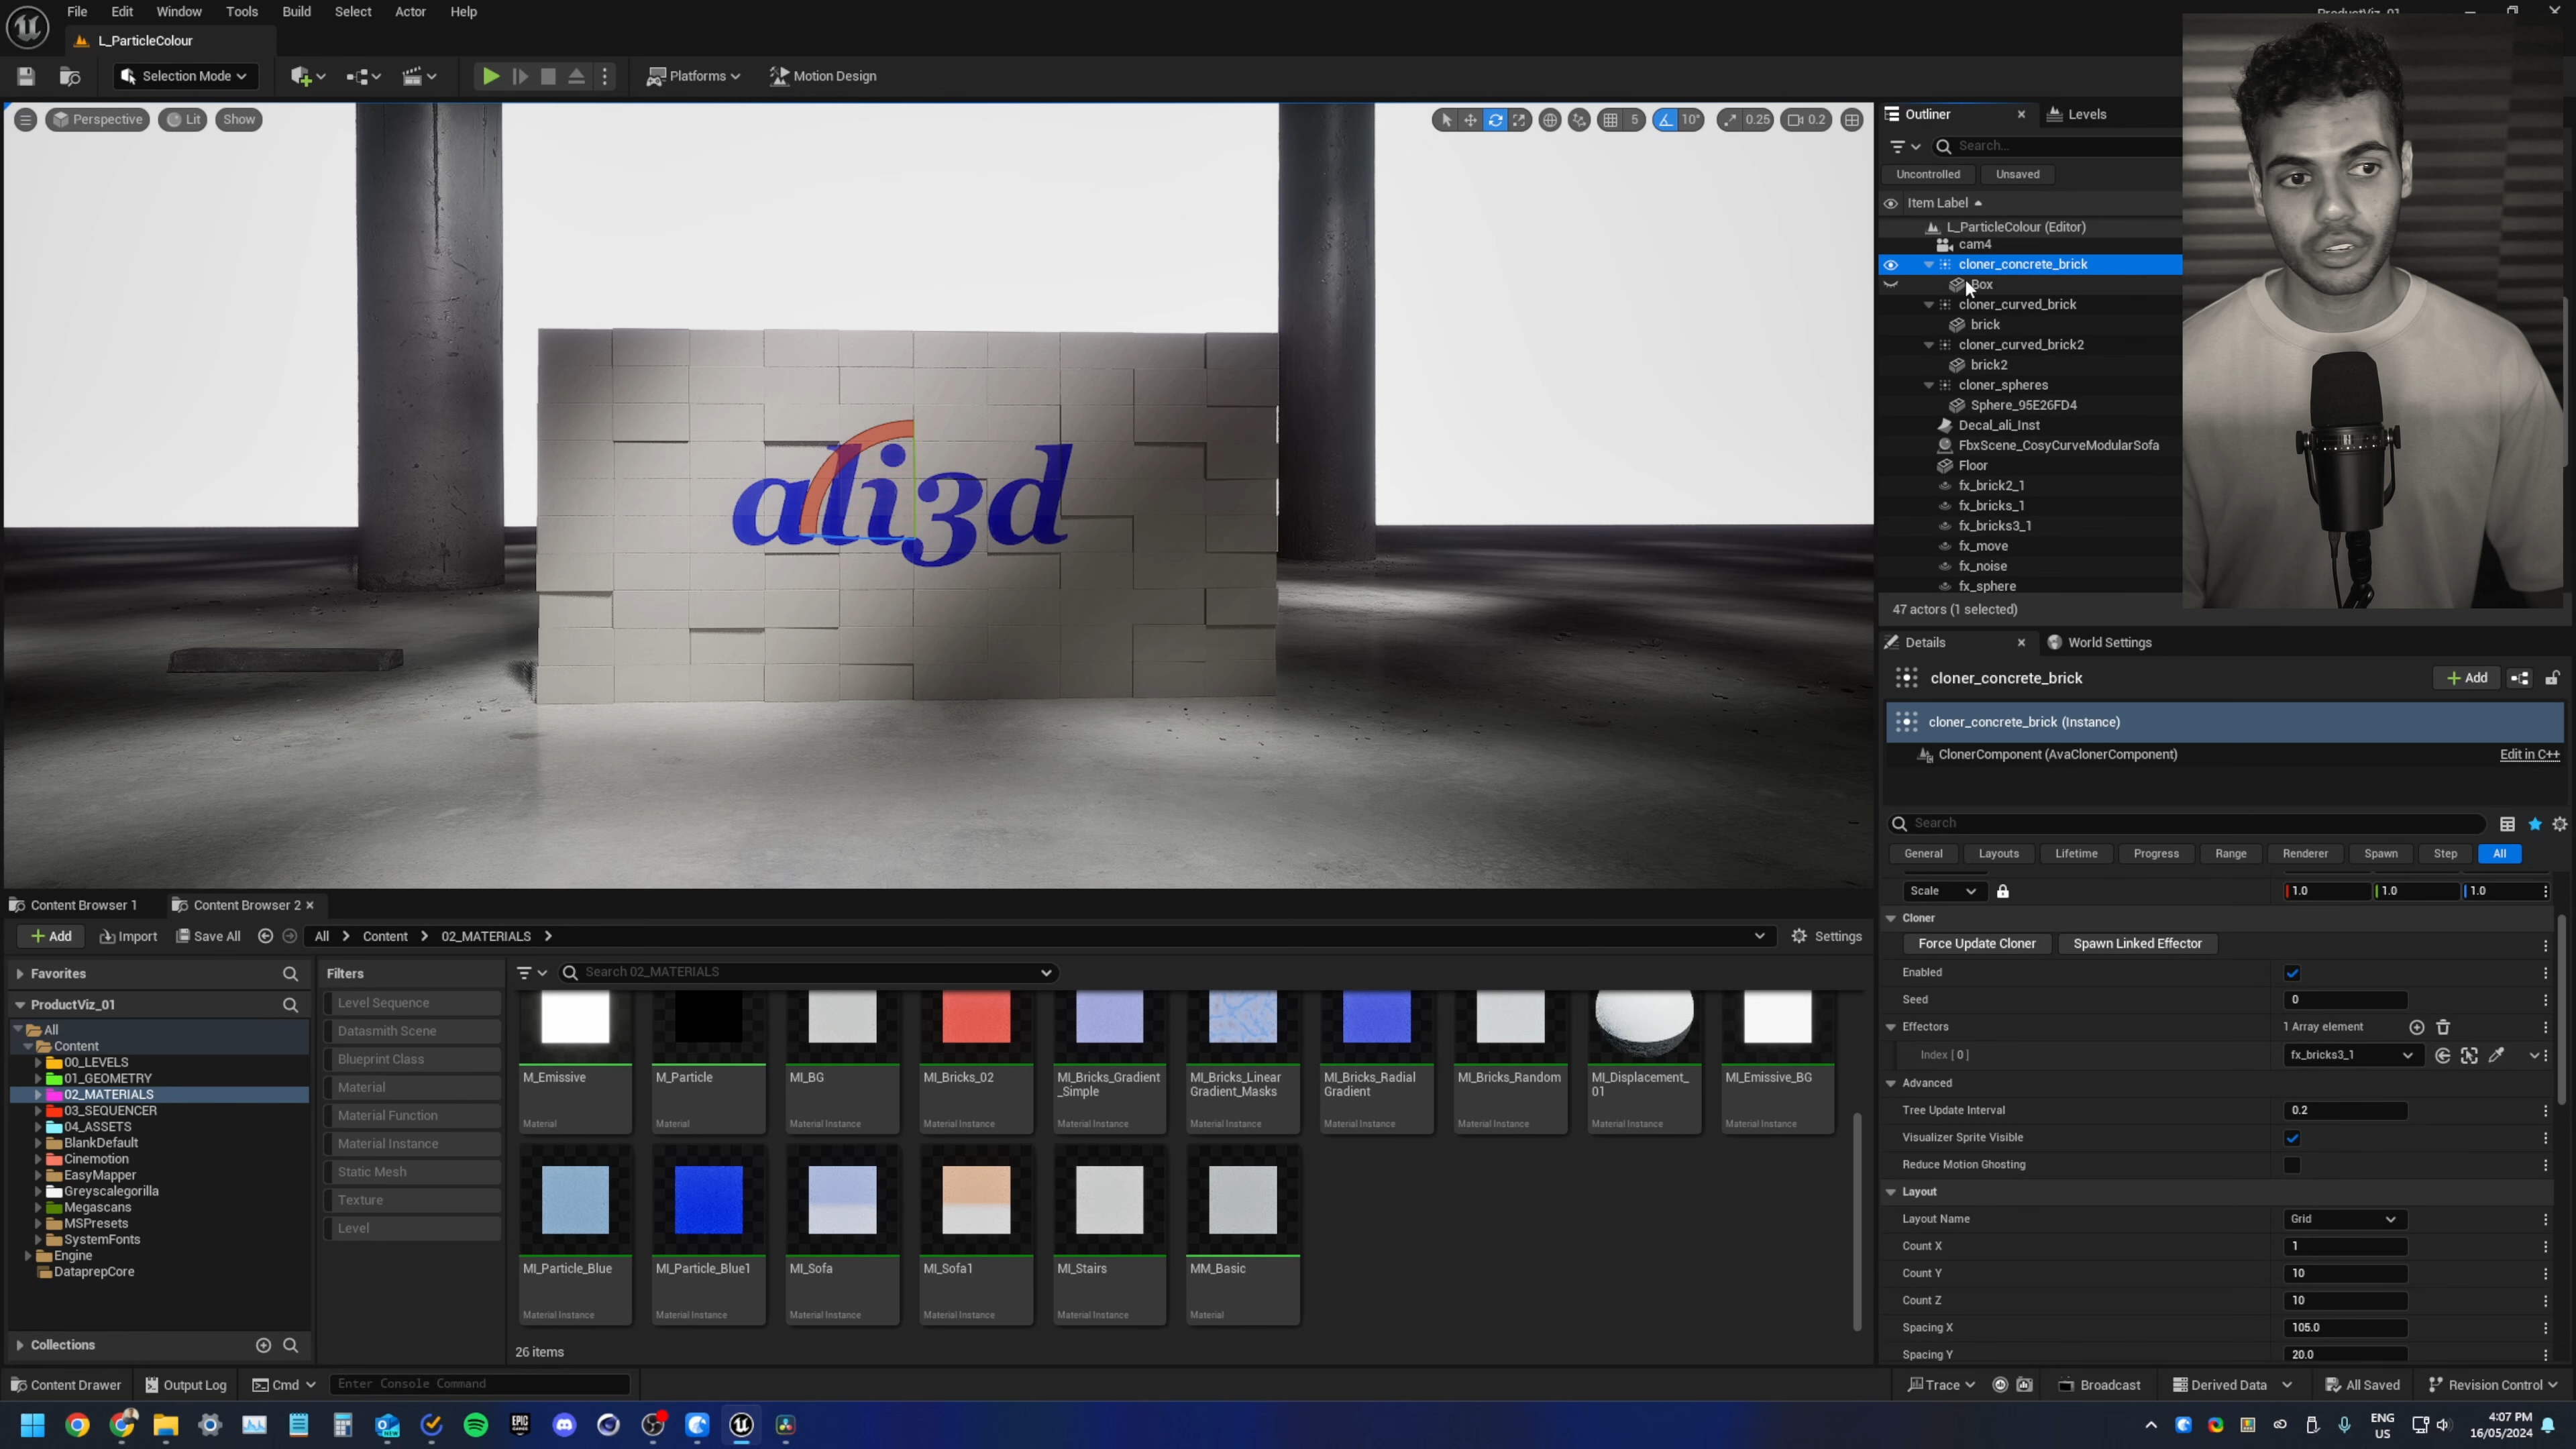 File Edit Window Tools Build Select Actor Help
L_ParticleColour
Selection Mode
Platforms
Motion Design
Perspective Lit Show
5 10° 0.25 0.2
ali3d
Outliner Levels
Search...
Uncontrolled Unsaved
Item Label
L_ParticleColour (Editor)
cam4
cloner_concrete_brick
Box
cloner_curved_brick
brick
cloner_curved_brick2
brick2
cloner_spheres
Sphere_95E26FD4
Decal_ali_Inst
FbxScene_CosyCurveModularSofa
Floor
fx_brick2_1
fx_bricks_1
fx_bricks3_1
fx_move
fx_noise
fx_sphere
47 actors (1 selected)
Details World Settings
cloner_concrete_brick
Add
cloner_concrete_brick (Instance)
ClonerComponent (AvaClonerComponent) Edit in C++
Search
General Layouts Lifetime Progress Range Renderer Spawn Step All
Scale 1.0 1.0 1.0
Cloner
Force Update Cloner Spawn Linked Effector
Enabled
Seed 0
Effectors 1 Array element
Index [ 0 ] fx_bricks3_1
Advanced
Tree Update Interval 0.2
Visualizer Sprite Visible
Reduce Motion Ghosting
Layout
Layout Name Grid
Count X 1
Count Y 10
Count Z 10
Spacing X 105.0
Spacing Y 20.0
Content Browser 1 Content Browser 2
Add Import Save All All Content 02_MATERIALS Settings
Favorites
ProductViz_01
All
Content
00_LEVELS
01_GEOMETRY
02_MATERIALS
03_SEQUENCER
04_ASSETS
BlankDefault
Cinemotion
EasyMapper
Greyscalegorilla
Megascans
MSPresets
SystemFonts
Engine
DataprepCore
Collections
Filters
Level Sequence
Datasmith Scene
Blueprint Class
Material
Material Function
Material Instance
Static Mesh
Texture
Level
Search 02_MATERIALS
M_Emissive M_Particle MI_BG MI_Bricks_02 MI_Bricks_Gradient MI_Bricks_Linear MI_Bricks_Radial MI_Bricks_Random MI_Displacement_ MI_Emissive_BG
_Simple Gradient_Masks Gradient 01
Material Material Material Instance Material Instance Material Instance Material Instance Material Instance Material Instance Material Instance Material Instance
MI_Particle_Blue MI_Particle_Blue1 MI_Sofa MI_Sofa1 MI_Stairs MM_Basic
Material Instance Material Instance Material Instance Material Instance Material Instance Material
26 items
Content Drawer Output Log Cmd Enter Console Command
Trace Broadcast Derived Data All Saved Revision Control
ENG
US
4:07 PM
16/05/2024